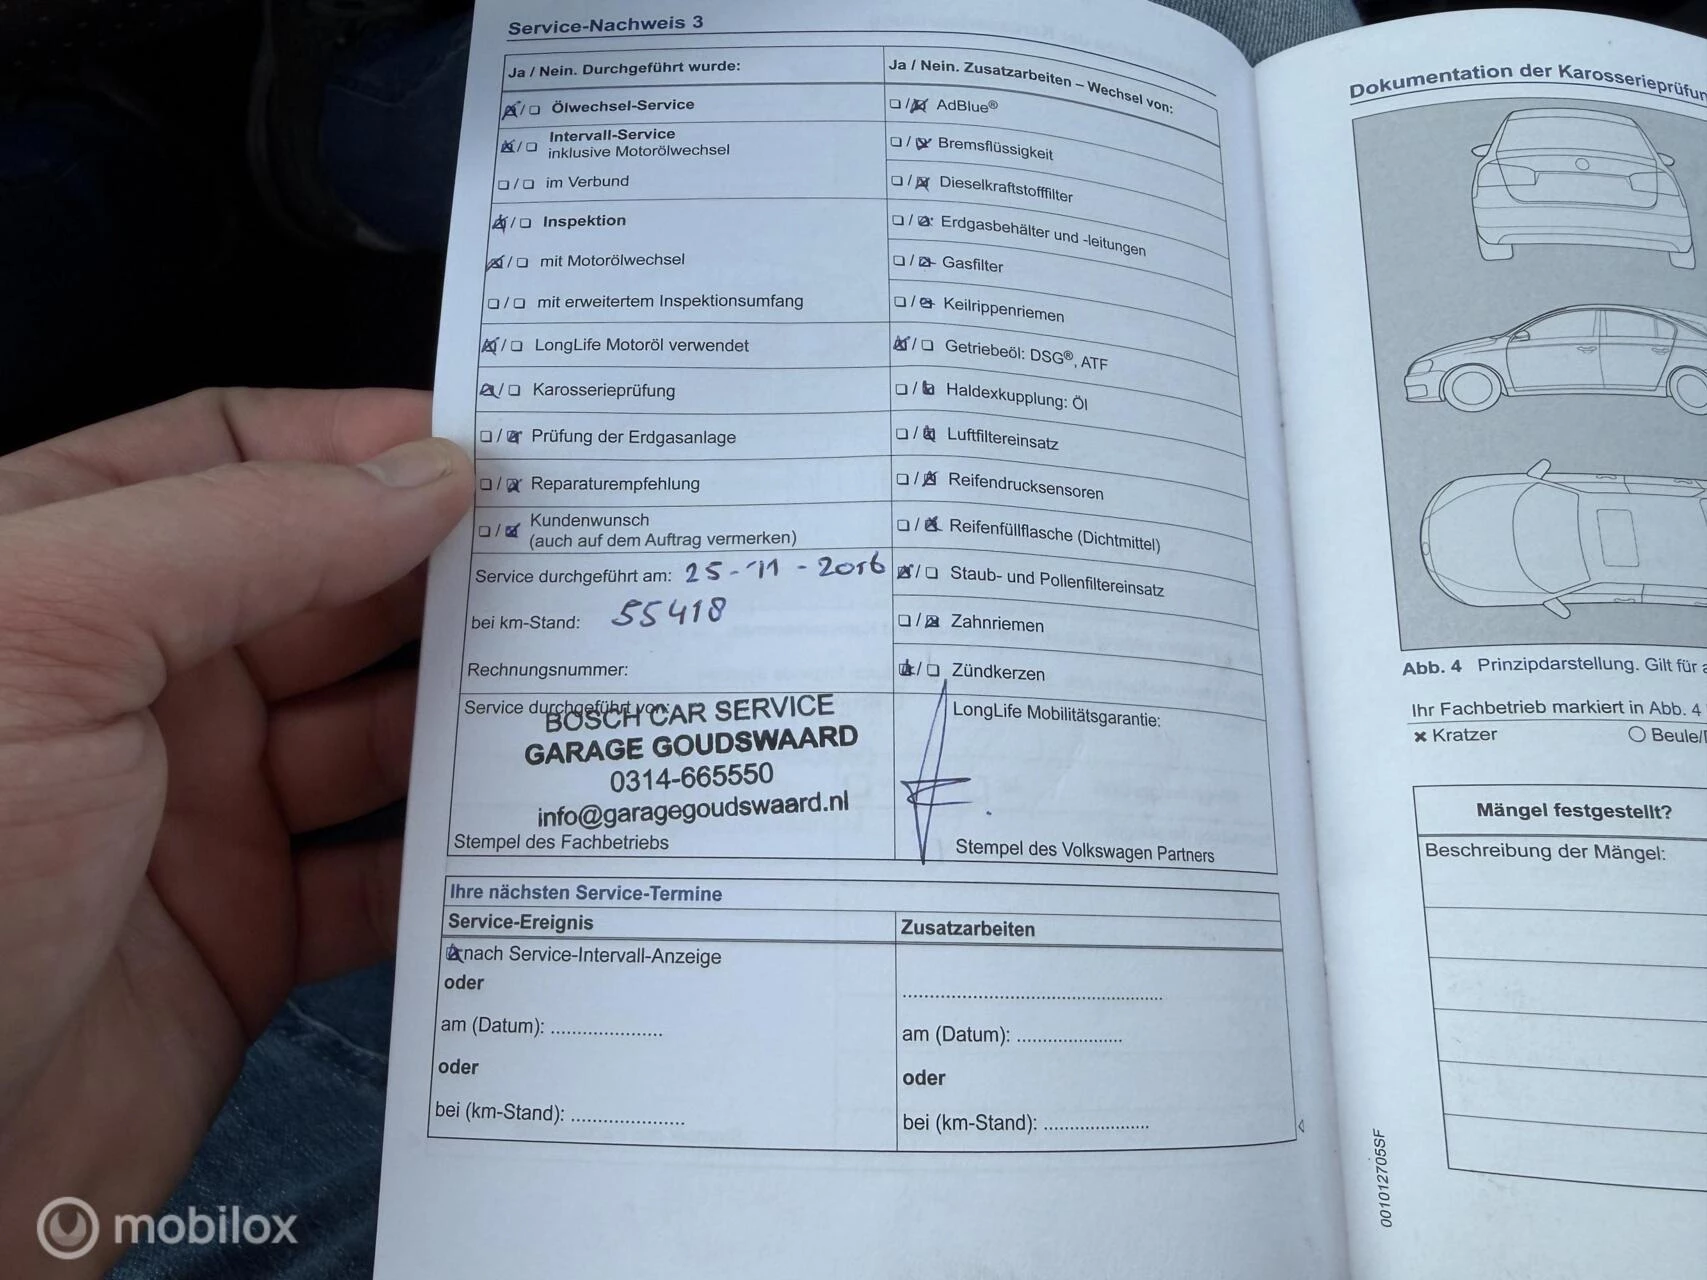 Service-Nachweis 3
Ja / Nein. Durchgeführt wurde:
Ölwechsel-Service
Intervall-Service
inklusive Motorölwechsel
im Verbund
Inspektion
mit Motorölwechsel
mit erweitertem Inspektionsumfang
LongLife Motoröl verwendet
Karosserieprüfung
Prüfung der Erdgasanlage
Reparaturempfehlung
Kundenwunsch
(auch auf dem Auftrag vermerken)
Service durchgeführt am: 25-11-2016
bei km-Stand: 55418
Rechnungsnummer:
Service durchgeführt von:
BOSCH CAR SERVICE
GARAGE GOUDSWAARD
0314-665550
info@garagegoudswaard.nl
Stempel des Fachbetriebs
Ja / Nein. Zusatzarbeiten – Wechsel von:
AdBlue®
Bremsflüssigkeit
Dieselkraftstofffilter
Erdgasbehälter und -leitungen
Gasfilter
Keilrippenriemen
Getriebeöl: DSG®, ATF
Haldexkupplung: Öl
Luftfiltereinsatz
Reifendrucksensoren
Reifenfüllflasche (Dichtmittel)
Staub- und Pollenfiltereinsatz
Zahnriemen
Zündkerzen
LongLife Mobilitätsgarantie:
Stempel des Volkswagen Partners
Ihre nächsten Service-Termine
Service-Ereignis
nach Service-Intervall-Anzeige
oder
am (Datum): .....................
oder
bei (km-Stand): .....................
Zusatzarbeiten
................................................
am (Datum): .....................
oder
bei (km-Stand): .....................
Dokumentation der Karosserieprüfun
Abb. 4 Prinzipdarstellung. Gilt für a
Ihr Fachbetrieb markiert in Abb. 4
× Kratzer
Beule/
Mängel festgestellt?
Beschreibung der Mängel:
001012705SF
mobilox